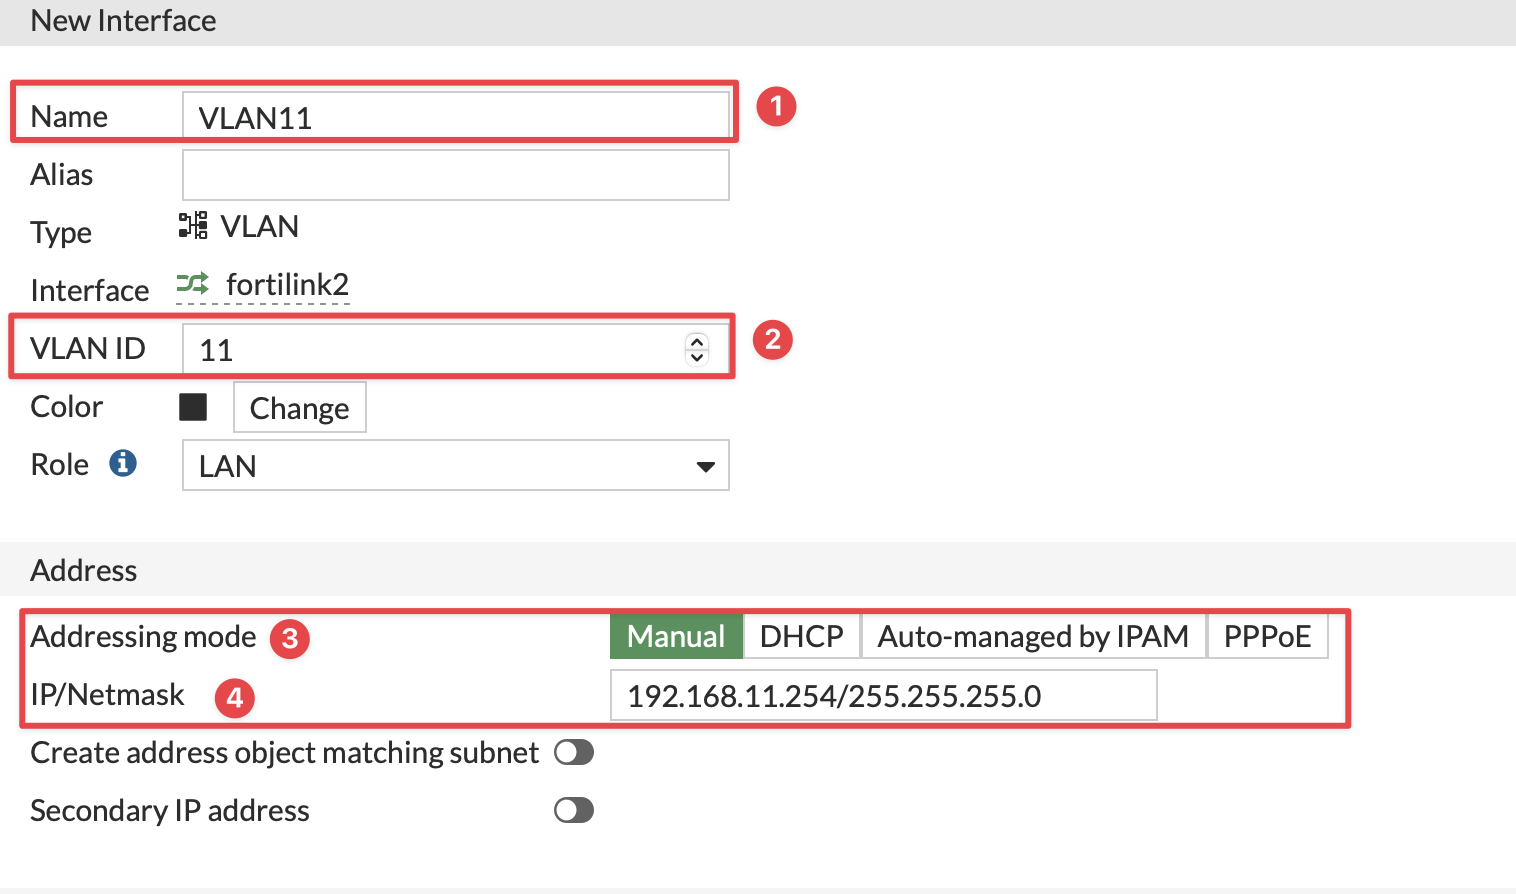 New Interface
Name VLAN11 1
Alias
Type VLAN
Interface fortilink2
VLAN ID 11 2
Color Change
Role LAN
Address
Addressing mode 3 Manual DHCP Auto-managed by IPAM PPPoE
IP/Netmask 4 192.168.11.254/255.255.255.0
Create address object matching subnet
Secondary IP address